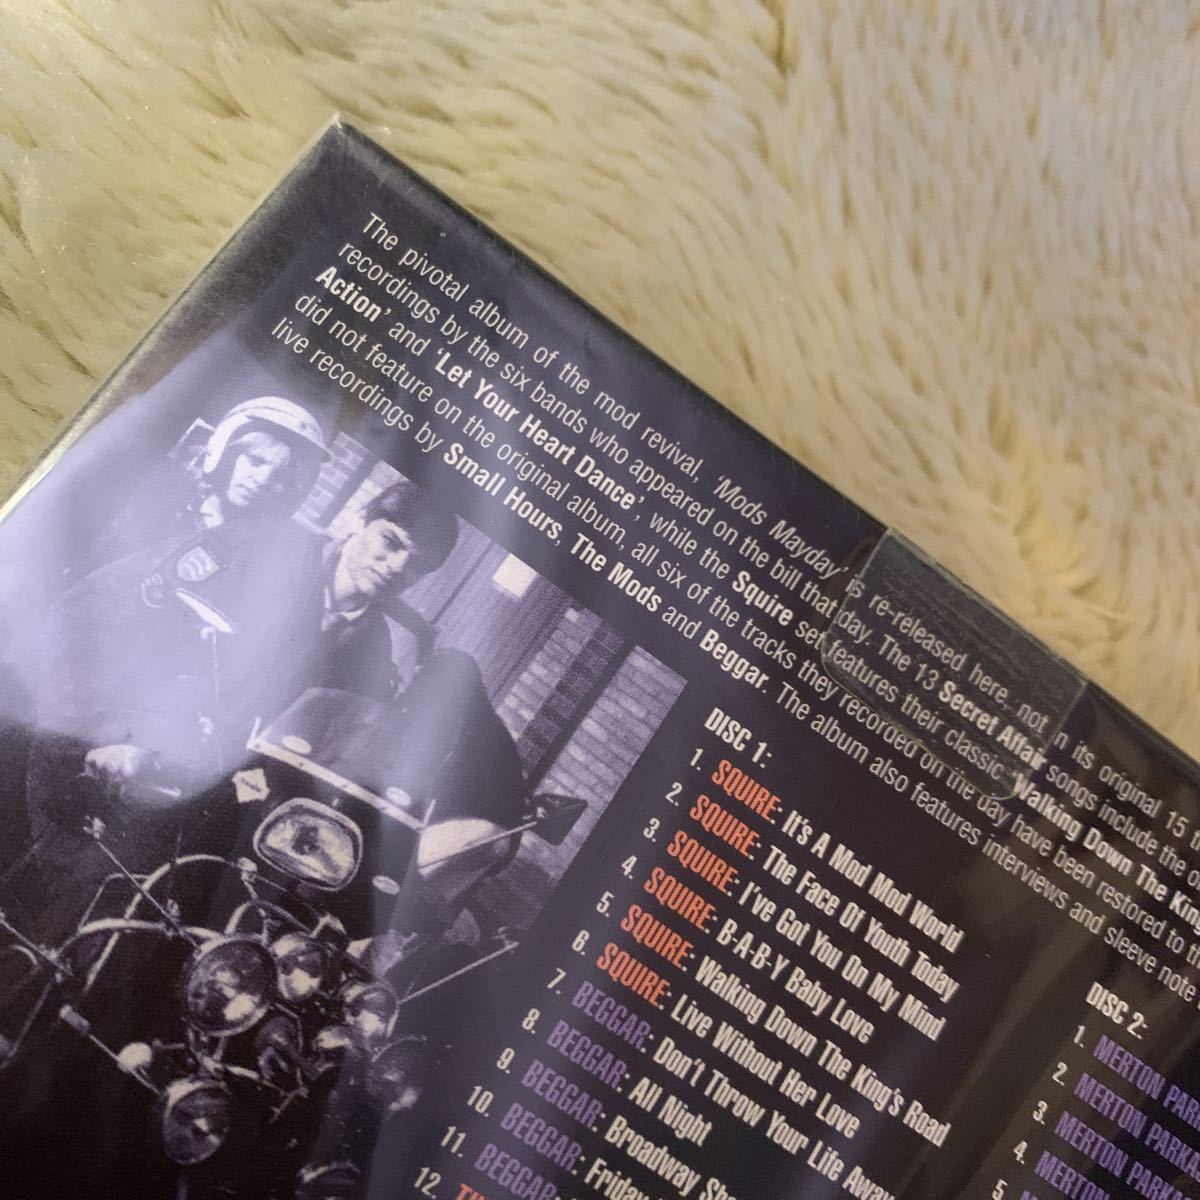 The pivotal album of the mod revival, 'Mods Mayday is re-released here, not in its original 15
recordings by the six bands who appeared on the bill that day. The 13 Secret Affair songs include the
Action' and 'Let Your Heart Dance', while the Squire set features their classic 'Walking Down The
did not feature on the original album, all six of the tracks they recorded on the day have been restored to
live recordings by Small Hours, The Mods and Beggar. The album also features interviews and sleeve note
DISC 1:
1. SQUIRE: It's A Mod Mod World
2. SQUIRE: The Face Of Youth Today
3. SQUIRE: I've Got You On My Mind
4. SQUIRE: B-A-B-Y Baby Love
5. SQUIRE: Walking Down The King's Road
6. SQUIRE: Live Without Her Love
7. BEGGAR: Don't Throw Your Life Away
8. BEGGAR: All Night
9. BEGGAR: Broadway
10. BEGGAR: Friday
11. BEGGAR:
12.
DISC 2:
1. MERTON
2. MERTON
3. MERTON
4.
5.